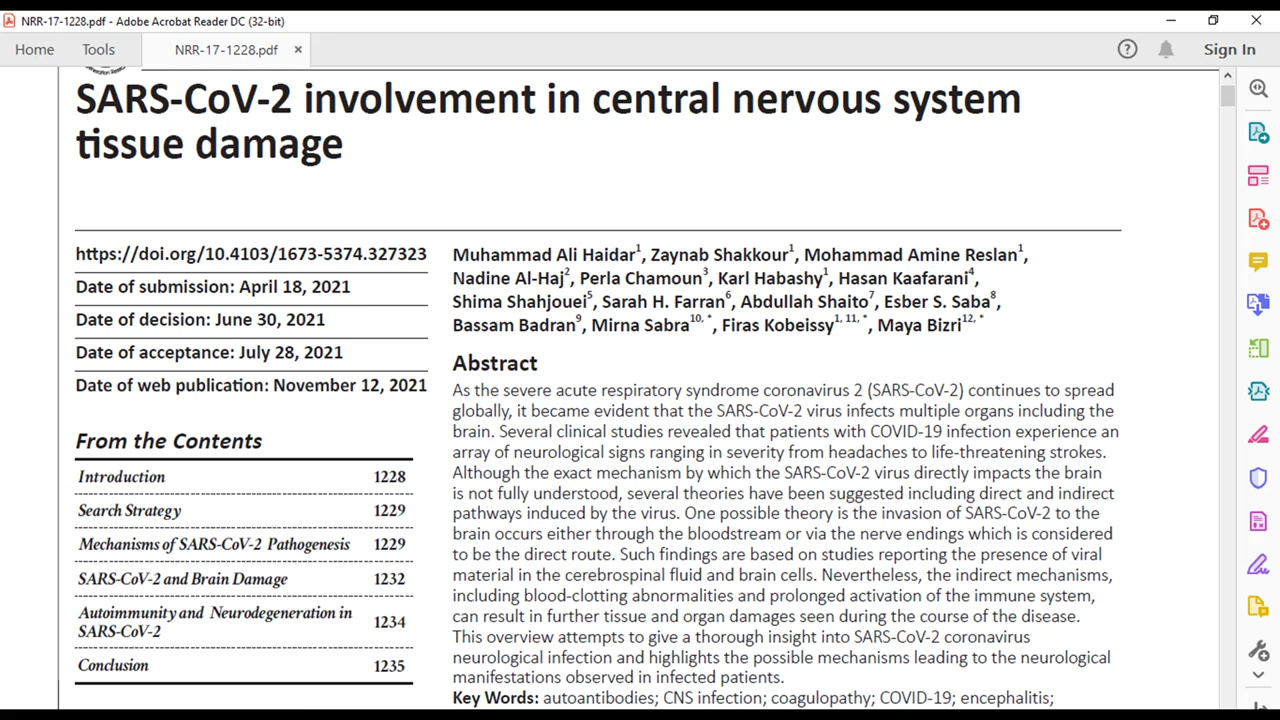 NRR-17-1228.pdf - Adobe Acrobat Reader DC (32-bit)
Home Tools NRR-17-1228.pdf × Sign In
SARS-CoV-2 involvement in central nervous system
tissue damage
https://doi.org/10.4103/1673-5374.327323
Date of submission: April 18, 2021
Date of decision: June 30, 2021
Date of acceptance: July 28, 2021
Date of web publication: November 12, 2021
From the Contents
Introduction 1228
Search Strategy 1229
Mechanisms of SARS-CoV-2 Pathogenesis 1229
SARS-CoV-2 and Brain Damage 1232
Autoimmunity and Neurodegeneration in
SARS-CoV-2 1234
Conclusion 1235
Muhammad Ali Haidar1, Zaynab Shakkour1, Mohammad Amine Reslan1,
Nadine Al-Haj2, Perla Chamoun3, Karl Habashy1, Hasan Kaafarani4,
Shima Shahjouei5, Sarah H. Farran6, Abdullah Shaito7, Esber S. Saba8,
Bassam Badran9, Mirna Sabra10, *, Firas Kobeissy1, 11, *, Maya Bizri12, *
Abstract
As the severe acute respiratory syndrome coronavirus 2 (SARS-CoV-2) continues to spread
globally, it became evident that the SARS-CoV-2 virus infects multiple organs including the
brain. Several clinical studies revealed that patients with COVID-19 infection experience an
array of neurological signs ranging in severity from headaches to life-threatening strokes.
Although the exact mechanism by which the SARS-CoV-2 virus directly impacts the brain
is not fully understood, several theories have been suggested including direct and indirect
pathways induced by the virus. One possible theory is the invasion of SARS-CoV-2 to the
brain occurs either through the bloodstream or via the nerve endings which is considered
to be the direct route. Such findings are based on studies reporting the presence of viral
material in the cerebrospinal fluid and brain cells. Nevertheless, the indirect mechanisms,
including blood-clotting abnormalities and prolonged activation of the immune system,
can result in further tissue and organ damages seen during the course of the disease.
This overview attempts to give a thorough insight into SARS-CoV-2 coronavirus
neurological infection and highlights the possible mechanisms leading to the neurological
manifestations observed in infected patients.
Key Words: autoantibodies; CNS infection; coagulopathy; COVID-19; encephalitis;